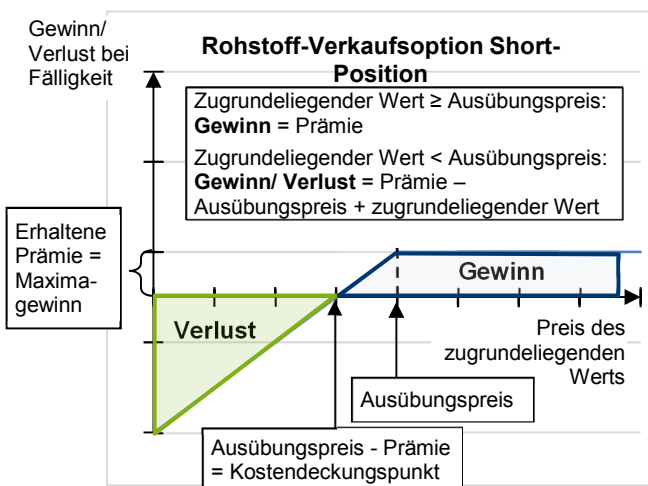 Gewinn/
Verlust bei
Fälligkeit
Rohstoff-Verkaufsoption Short-
Position
Zugrundeliegender Wert ≥ Ausübungspreis:
Gewinn = Prämie
Zugrundeliegender Wert < Ausübungspreis:
Gewinn/ Verlust = Prämie –
Ausübungspreis + zugrundeliegender Wert
Erhaltene
Prämie =
Maxima-
gewinn
Gewinn
Verlust
Preis des
zugrundeliegenden
Werts
Ausübungspreis
Ausübungspreis - Prämie
= Kostendeckungspunkt